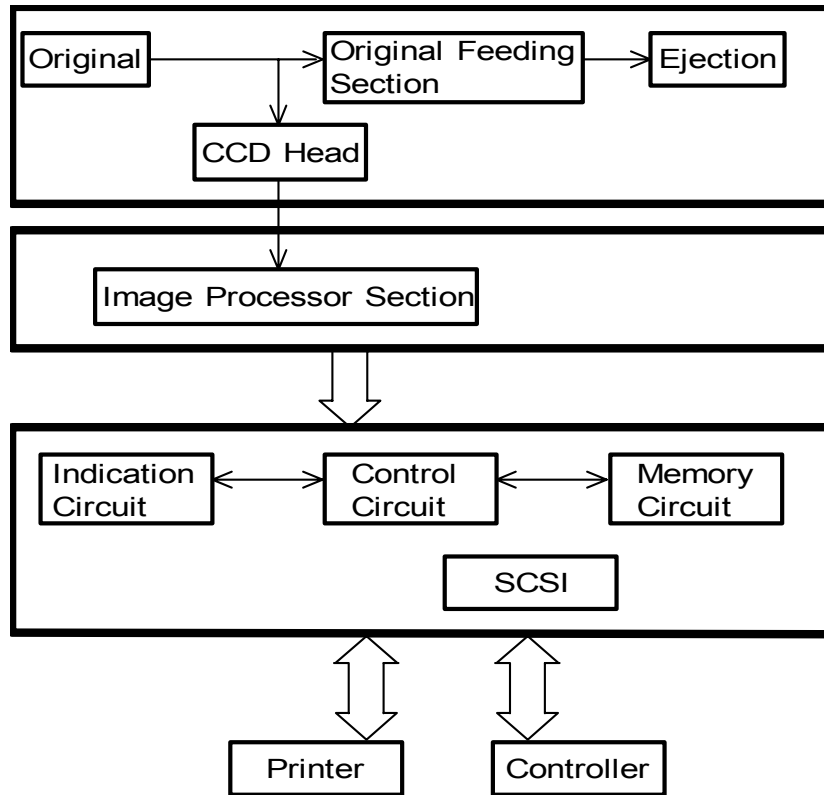 Original
Original Feeding
Section
Ejection
CCD Head
Image Processor Section
Indication
Circuit
Control
Circuit
Memory
Circuit
SCSI
Printer
Controller